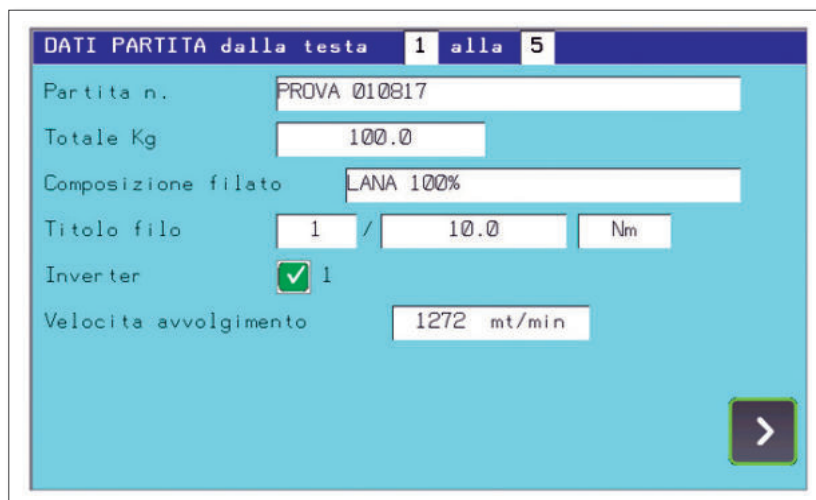 DATI PARTITA dalla testa 1 alla 5
Partita n. PROVA 010817
Totale Kg 100.0
Composizione filato LANA 100%
Titolo filo 1 / 10.0 Nm
Inverter 1
Velocita avvolgimento 1272 mt/min